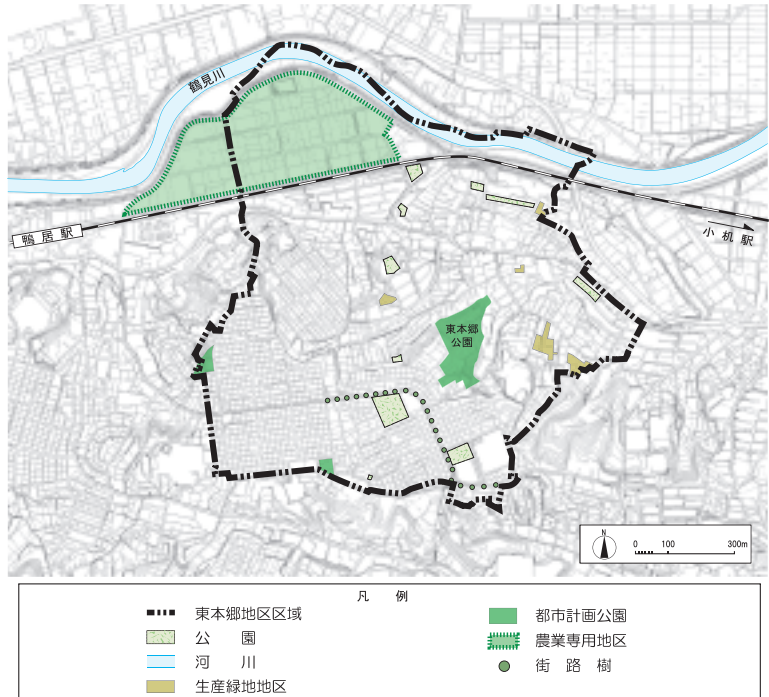 鶴見川
鴨居駅
小机駅
東本郷
公園
N
0 100 300m
凡 例
東本郷地区区域
公 園
河 川
生産緑地地区
都市計画公園
農業専用地区
街 路 樹